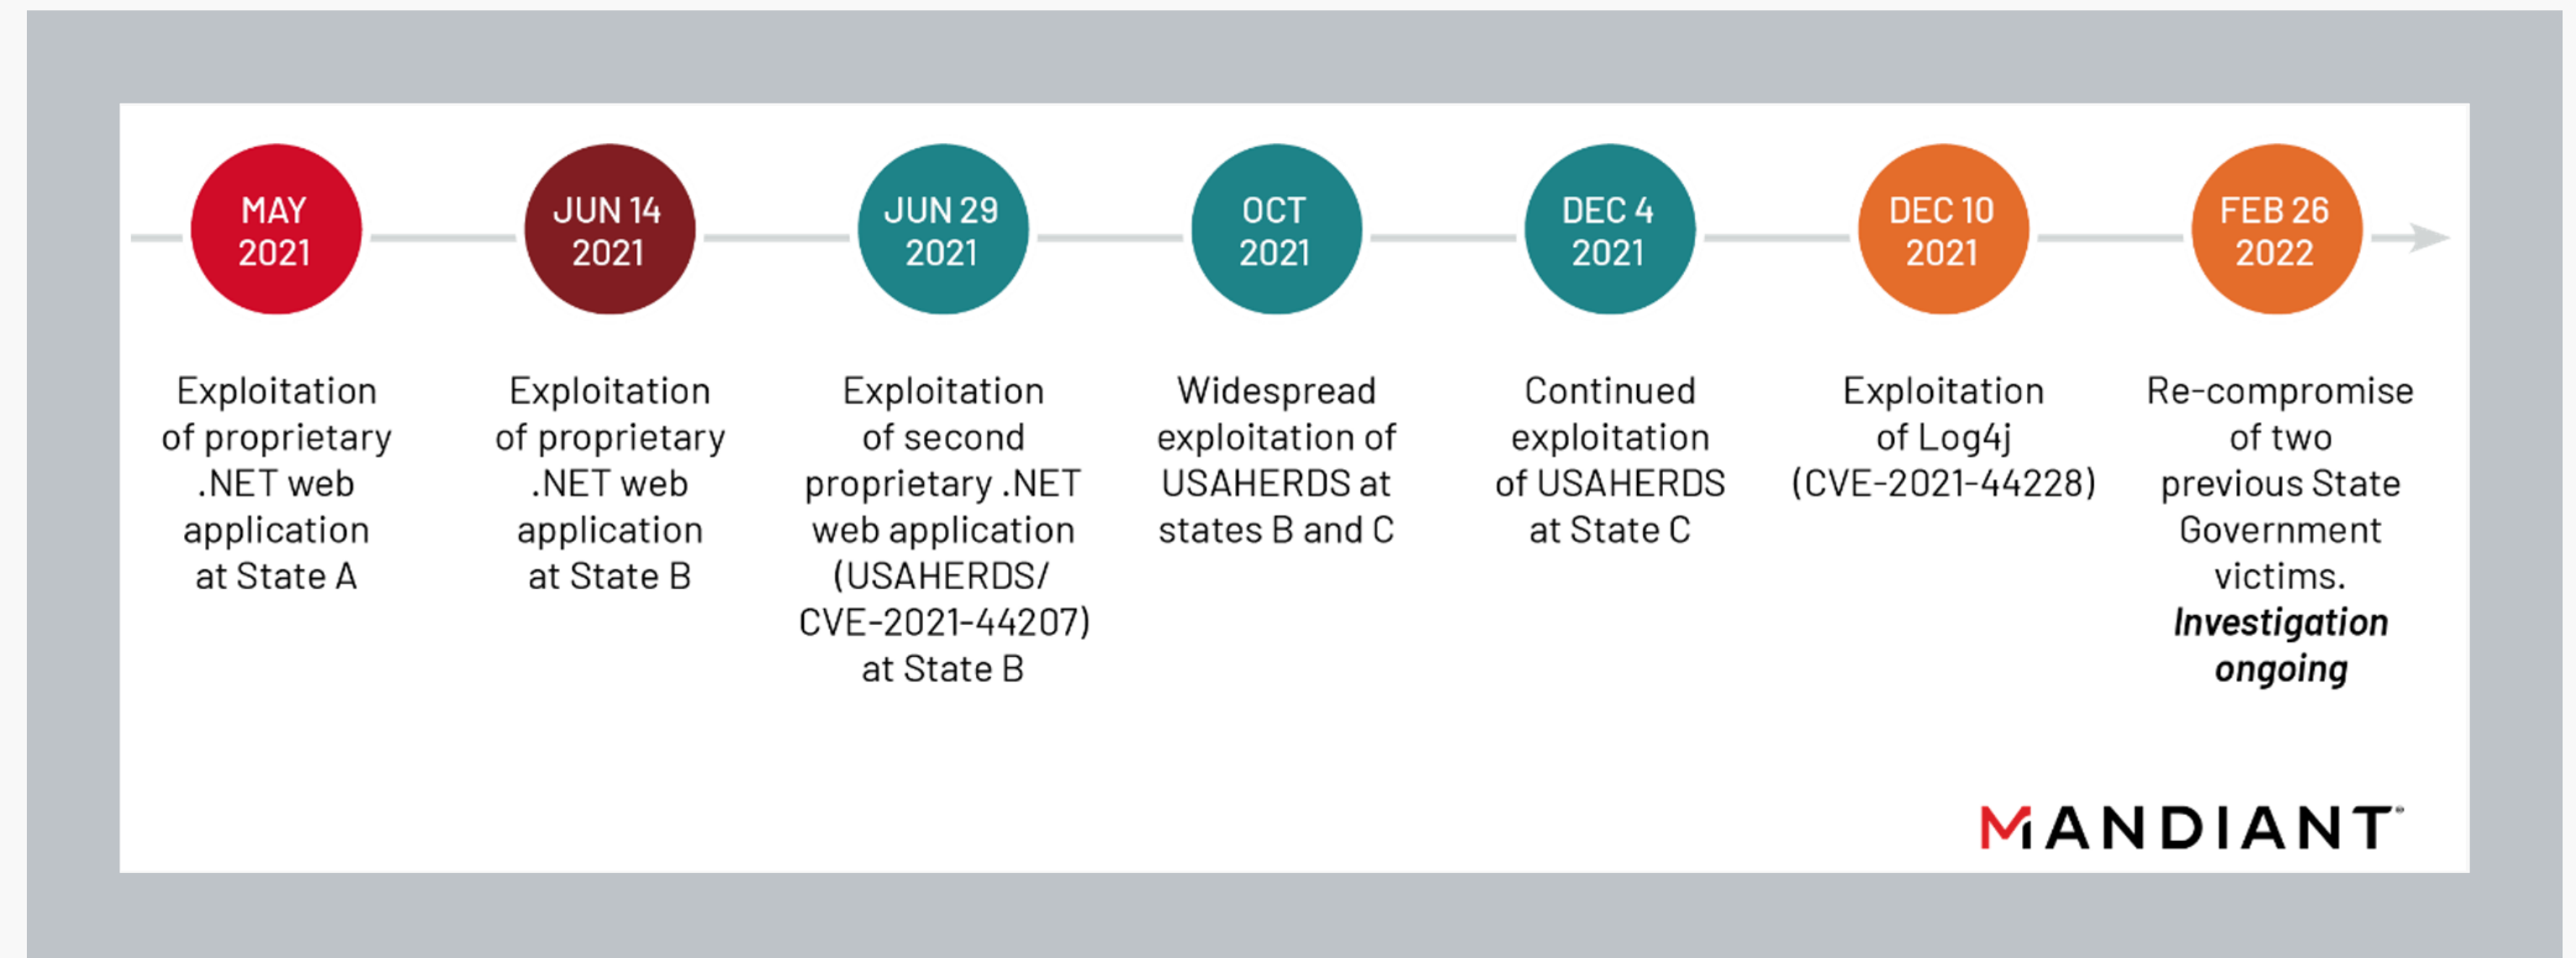 MAY
2021
Exploitation
of proprietary
.NET web
application
at State A
JUN 14
2021
Exploitation
of proprietary
.NET web
application
at State B
JUN 29
2021
Exploitation
of second
proprietary .NET
web application
(USAHERDS/
CVE-2021-44207)
at State B
OCT
2021
Widespread
exploitation of
USAHERDS at
states B and C
DEC 4
2021
Continued
exploitation
of USAHERDS
at State C
DEC 10
2021
Exploitation
of Log4j
(CVE-2021-44228)
FEB 26
2022
Re-compromise
of two
previous State
Government
victims.
Investigation
ongoing
MANDIANT